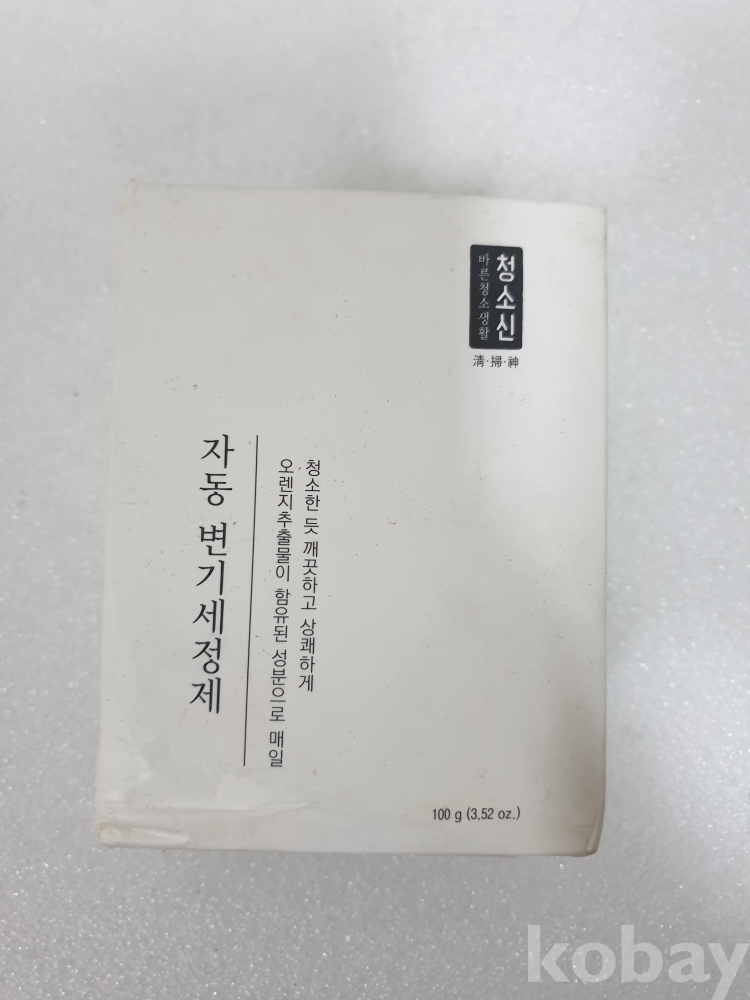 청소신
바른청소생활
淸·掃·神
자동 변기세정제
오렌지추출물이 함유된 성분으로 매일
청소한 듯 깨끗하고 상쾌하게
100 g (3.52 oz.)
kobay